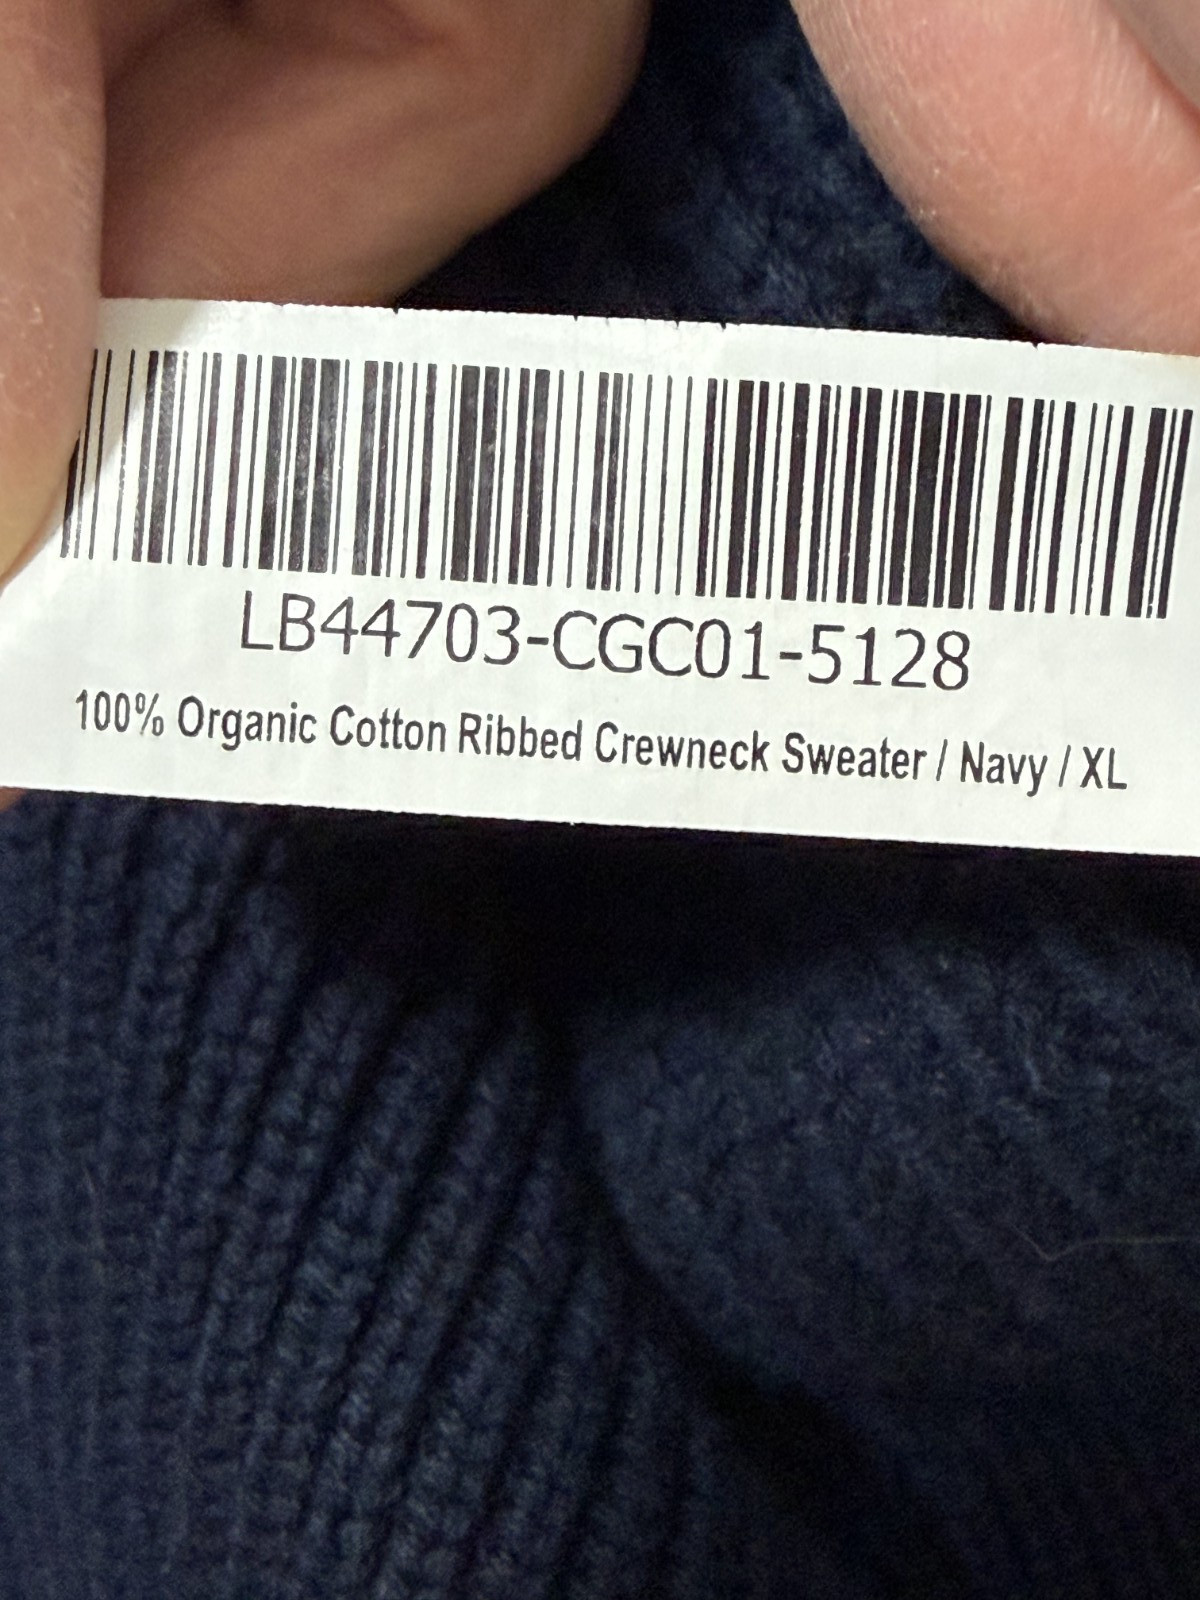 LB44703-CGC01-5128
100% Organic Cotton Ribbed Crewneck Sweater / Navy / XL